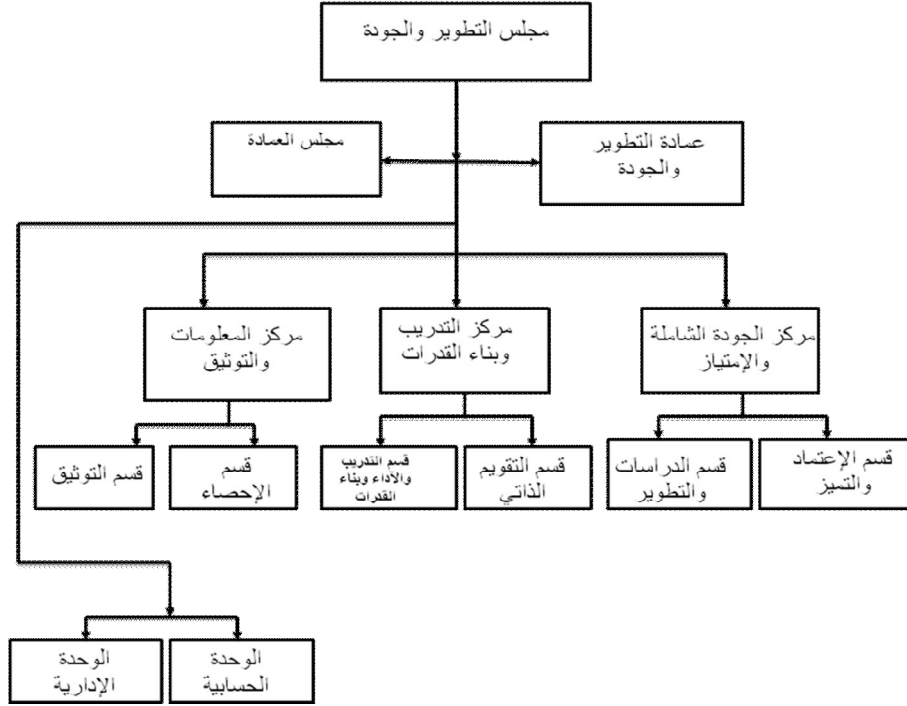 مجلس التطوير والجودة
عمادة التطوير
والجودة
مجلس العمادة
مركز الجودة الشاملة
والإمتياز
مركز التدريب
وبناء القدرات
مركز المعلومات
والتوثيق
قسم الإعتماد
والتميز
قسم الدراسات
والتطوير
قسم التقويم
الذاتي
قسم التدريب
والأداء وبناء
القدرات
قسم
الإحصاء
قسم التوثيق
الوحدة
الحسابية
الوحدة
الإدارية